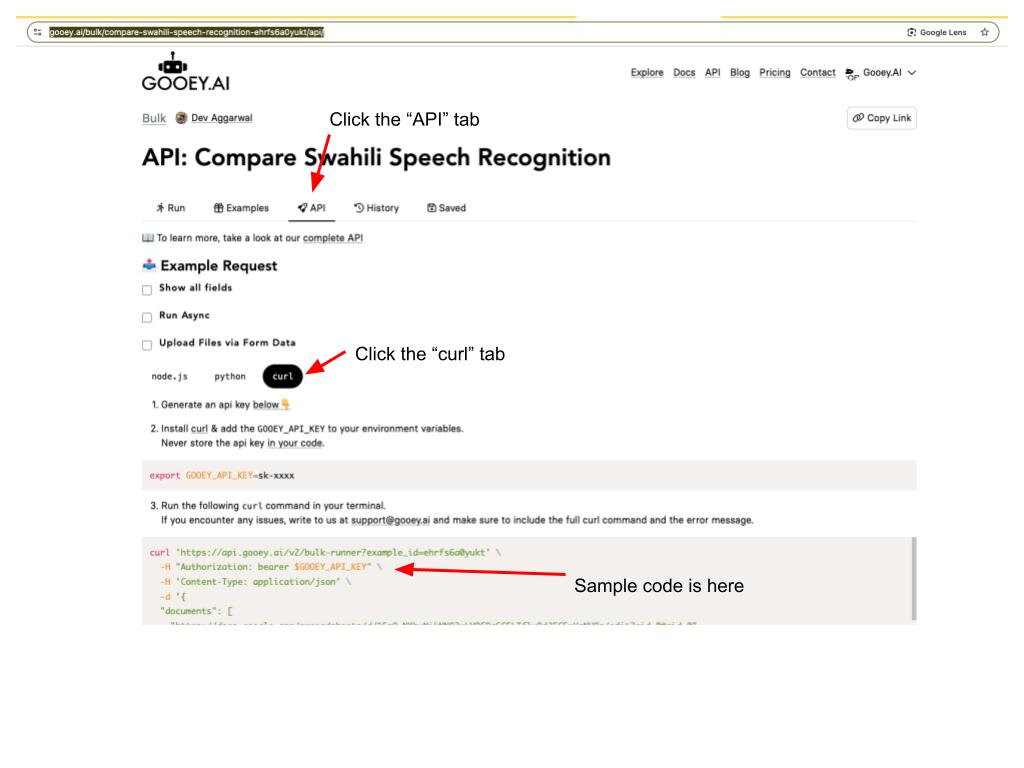 gooey.ai/bulk/compare-swahili-speech-recognition-ehrfs6a0yukt/api/
Google Lens
GOOEY.AI
Explore Docs API Blog Pricing Contact Gooey.AI
Bulk Dev Aggarwal
Click the “API” tab
Copy Link
API: Compare Swahili Speech Recognition
Run Examples API History Saved
To learn more, take a look at our complete API
Example Request
Show all fields
Run Async
Upload Files via Form Data
Click the “curl” tab
node.js python curl
1. Generate an api key below
2. Install curl & add the GOOEY_API_KEY to your environment variables.
Never store the api key in your code.
export GOOEY_API_KEY=sk-xxxx
3. Run the following curl command in your terminal.
If you encounter any issues, write to us at support@gooey.ai and make sure to include the full curl command and the error message.
curl 'https://api.gooey.ai/v2/bulk-runner?example_id=ehrfs6a0yukt' \
-H "Authorization: bearer $GOOEY_API_KEY" \
-H 'Content-Type: application/json' \
-d '{
Sample code is here
"documents": [